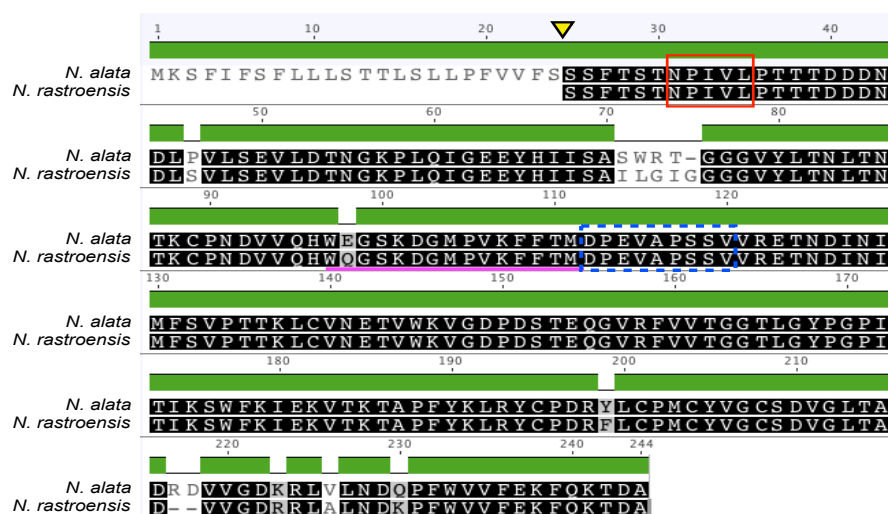 1 10 20 30 40
N. alata MKSFIFSFLLLSTTLSLLPFVVFSSSFTSTNPIVLPTTTDDDN
N. rastroensis SSFTSTNPIVLPTTTDDDN
50 60 70 80
N. alata DLPVLSEVLDTNGKPLQIGEEYHIISASWRT-GGGVYLTNLTN
N. rastroensis DLSVLSEVLDTNGKPLQIGEEYHIISAILGIGGGGVYLTNLTN
90 100 110 120
N. alata TKCPNDVVQHWEGSKDGMPVKFFTMDPEVAPSSVVRETNDINI
N. rastroensis TKCPNDVVQHWQGSKDGMPVKFFTMDPEVAPSSVVRETNDINI
130 140 150 160 170
N. alata MFSVPTTKLCVNETVWKVGDPDSTEQGVRFVVTGGTLGYPGPI
N. rastroensis MFSVPTTKLCVNETVWKVGDPDSTEQGVRFVVTGGTLGYPGPI
180 190 200 210
N. alata TIKSWFKIEKVTKTAPFYKLRYCPDRYLCPMCYVGCSDVGLTA
N. rastroensis TIKSWFKIEKVTKTAPFYKLRYCPDRFLCPMCYVGCSDVGLTA
220 230 240 244
N. alata DRDVVGDKRLVLNDQPFWVVFEKFQKTDA
N. rastroensis D--VVGDRRLALNDKPFWVVFEKFQKTDA